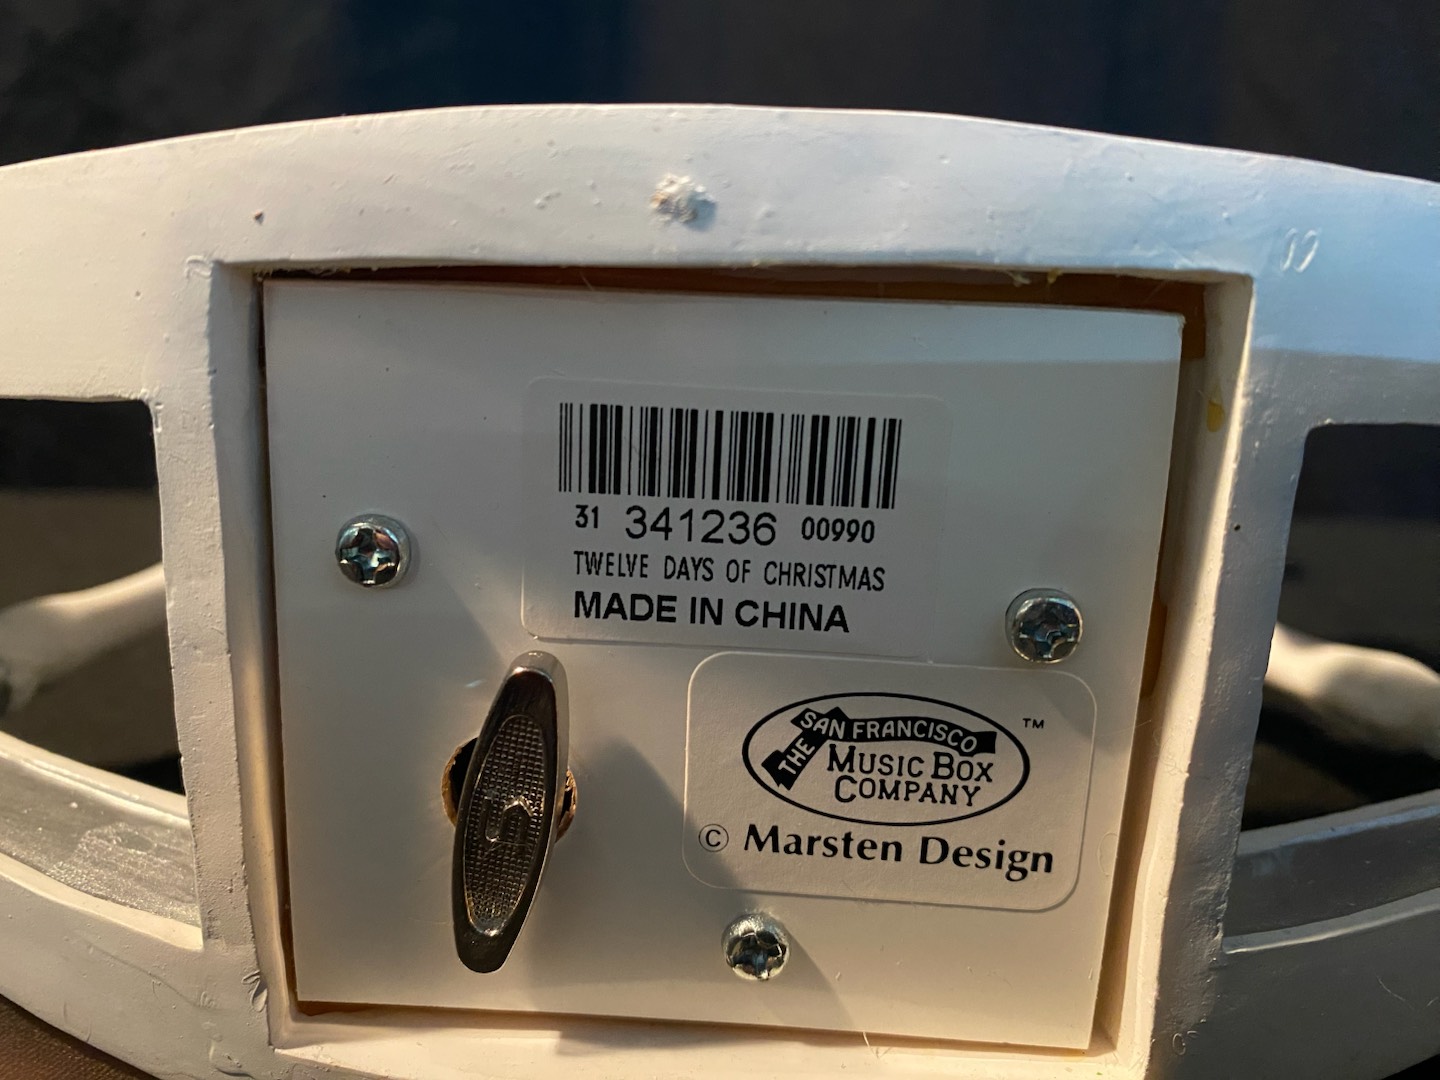 31 341236 00990
TWELVE DAYS OF CHRISTMAS
MADE IN CHINA
THE SAN FRANCISCO ™
MUSIC BOX
COMPANY
© Marsten Design